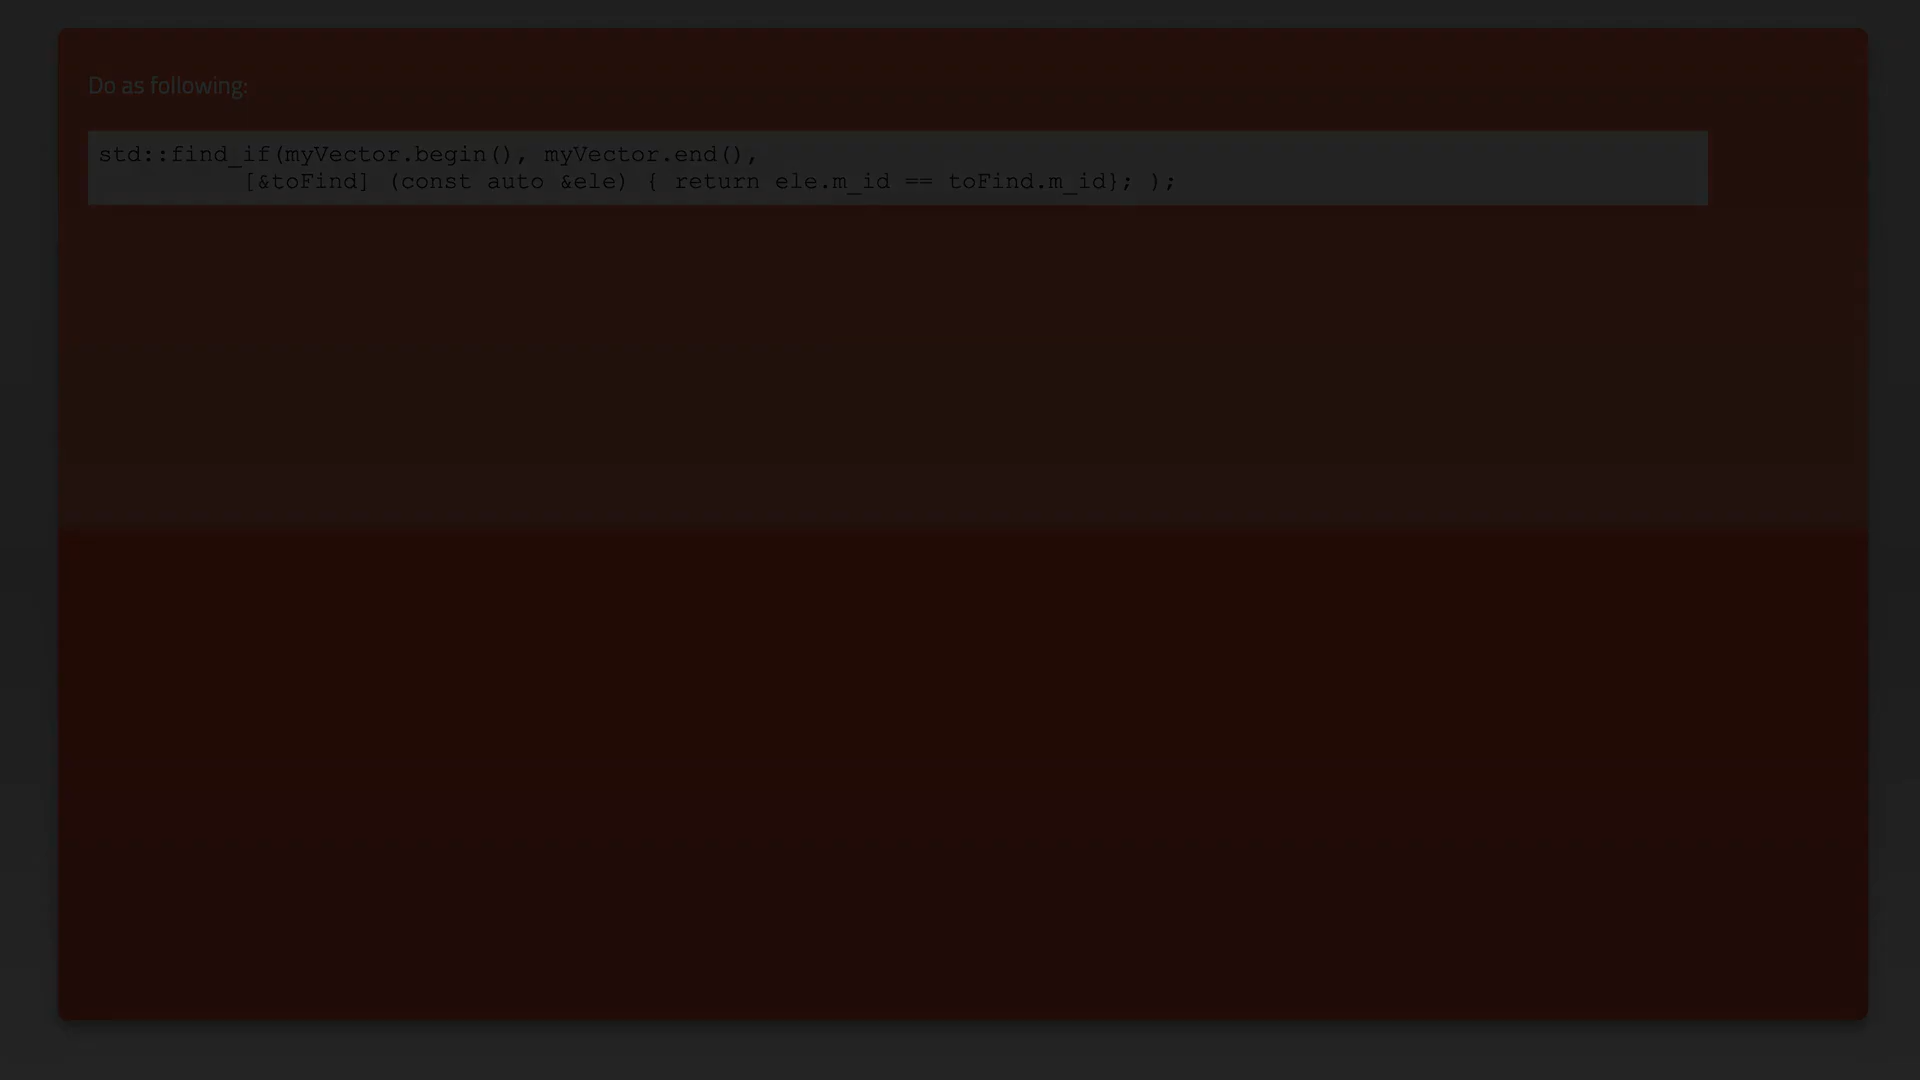 Do as following:
std::find_if(myVector.begin(), myVector.end(),
[&toFind] (const auto &ele) { return ele.m_id == toFind.m_id}; );